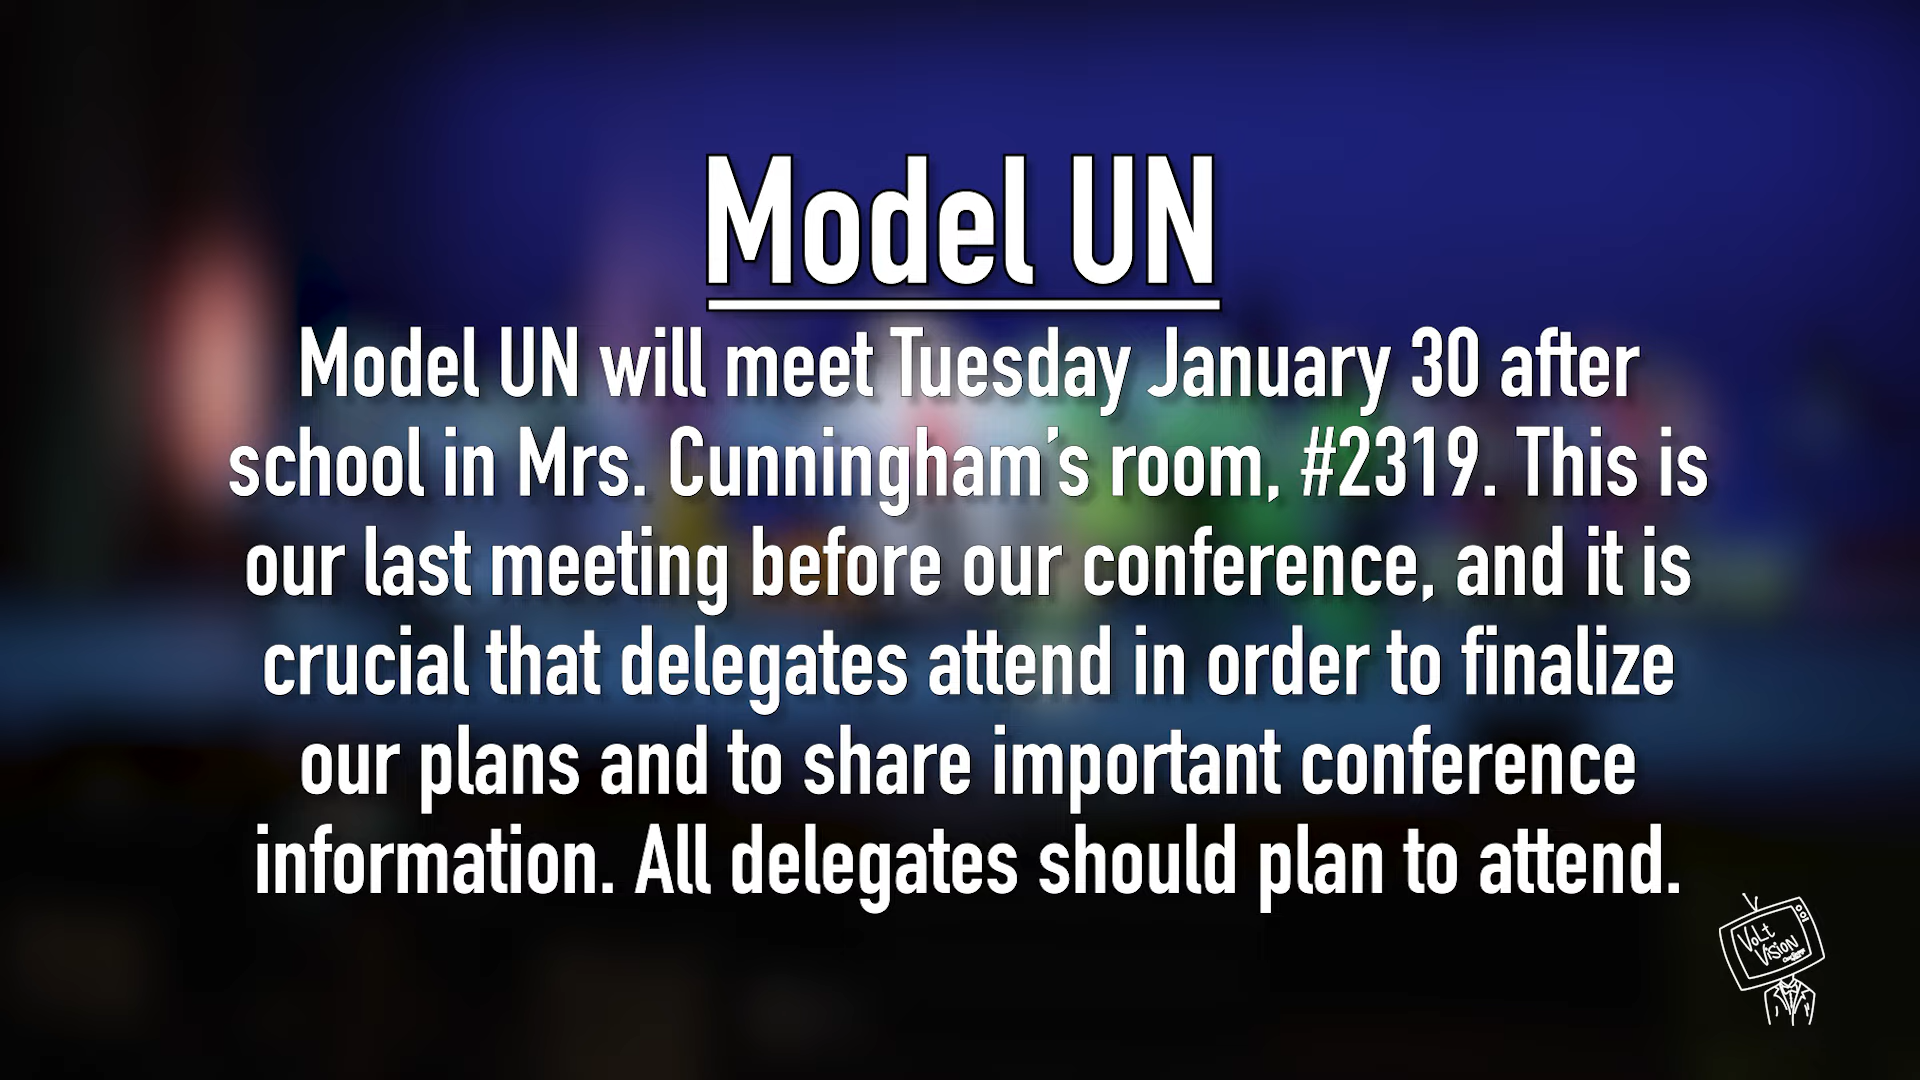 Model UN
Model UN will meet Tuesday January 30 after
school in Mrs. Cunningham's room, #2319. This is
our last meeting before our conference, and it is
crucial that delegates attend in order to finalize
our plans and to share important conference
information. All delegates should plan to attend.
VoLt
VisioN